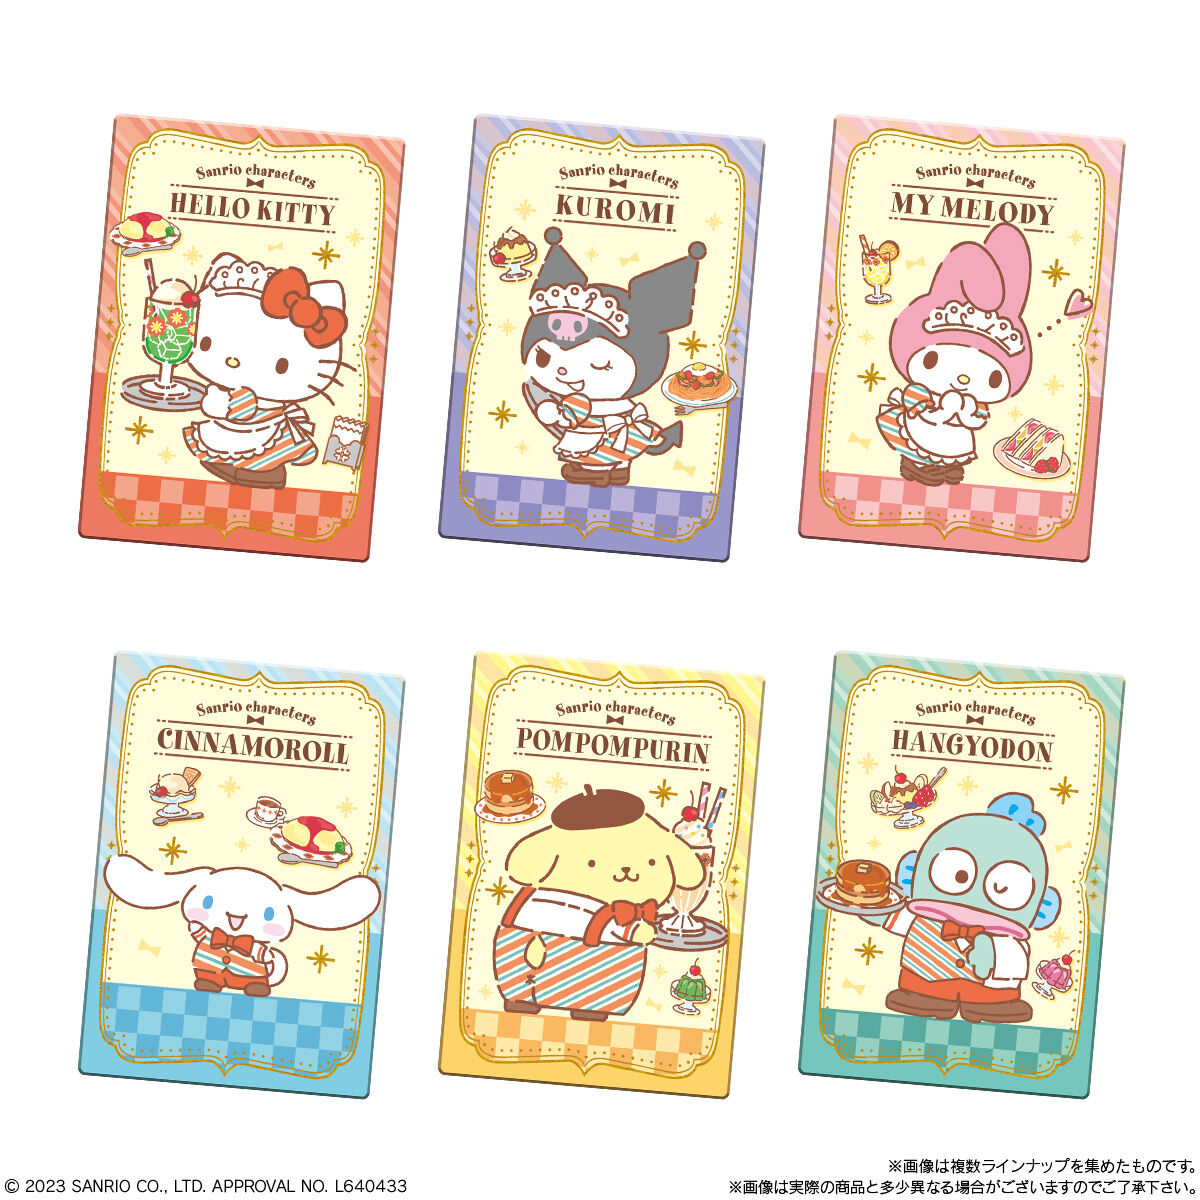 Sanrio characters
HELLO KITTY
Sanrio characters
KUROMI
Sanrio characters
MY MELODY
Sanrio characters
CINNAMOROLL
Sanrio characters
POMPOMPURIN
Sanrio characters
HANGYODON
※画像は複数ラインナップを集めたものです。
© 2023 SANRIO CO., LTD. APPROVAL NO. L640433
※画像は実際の商品と多少異なる場合がございますのでご了承下さい。